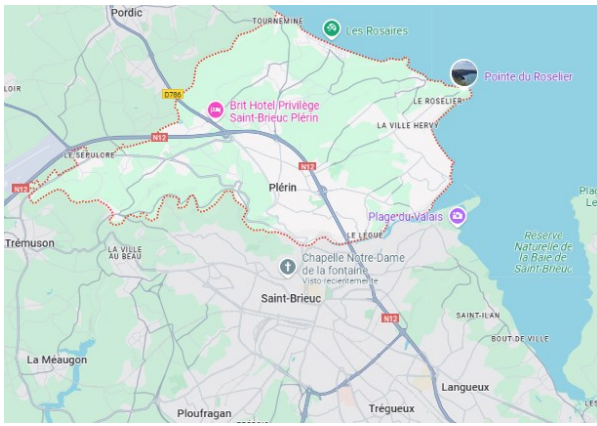 Pordic
TOURNEMINE
Les Rosaires
LOIR
D786
Brit Hotel Privilège
Saint-Brieuc Plérin
Pointe du Roselier
LE ROSELIER
LA VILLE HERVY
N12
LE SÉPULCRE
N12
N12
Plérin
Plage du Valais
Trémuson
LA VILLE
AU BEAU
LE LÉGUÉ
Chapelle Notre-Dame
de la fontaine
Visto recientemente
Saint-Brieuc
Réserve
Naturelle de
la Baie de
Saint-Brieuc
Le
N12
SAINT-ILAN
BOUT-DE-VILLE
La Méaugon
Langueux
Trégueux
Ploufragan
LES